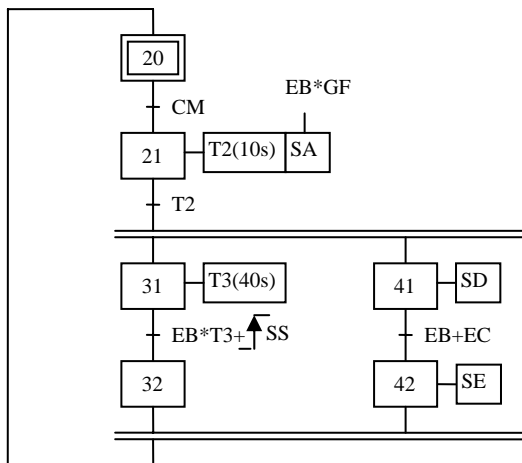 20
EB*GF
CM
21 T2(10s) SA
T2
31 T3(40s) 41 SD
EB*T3+ SS EB+EC
32 42 SE